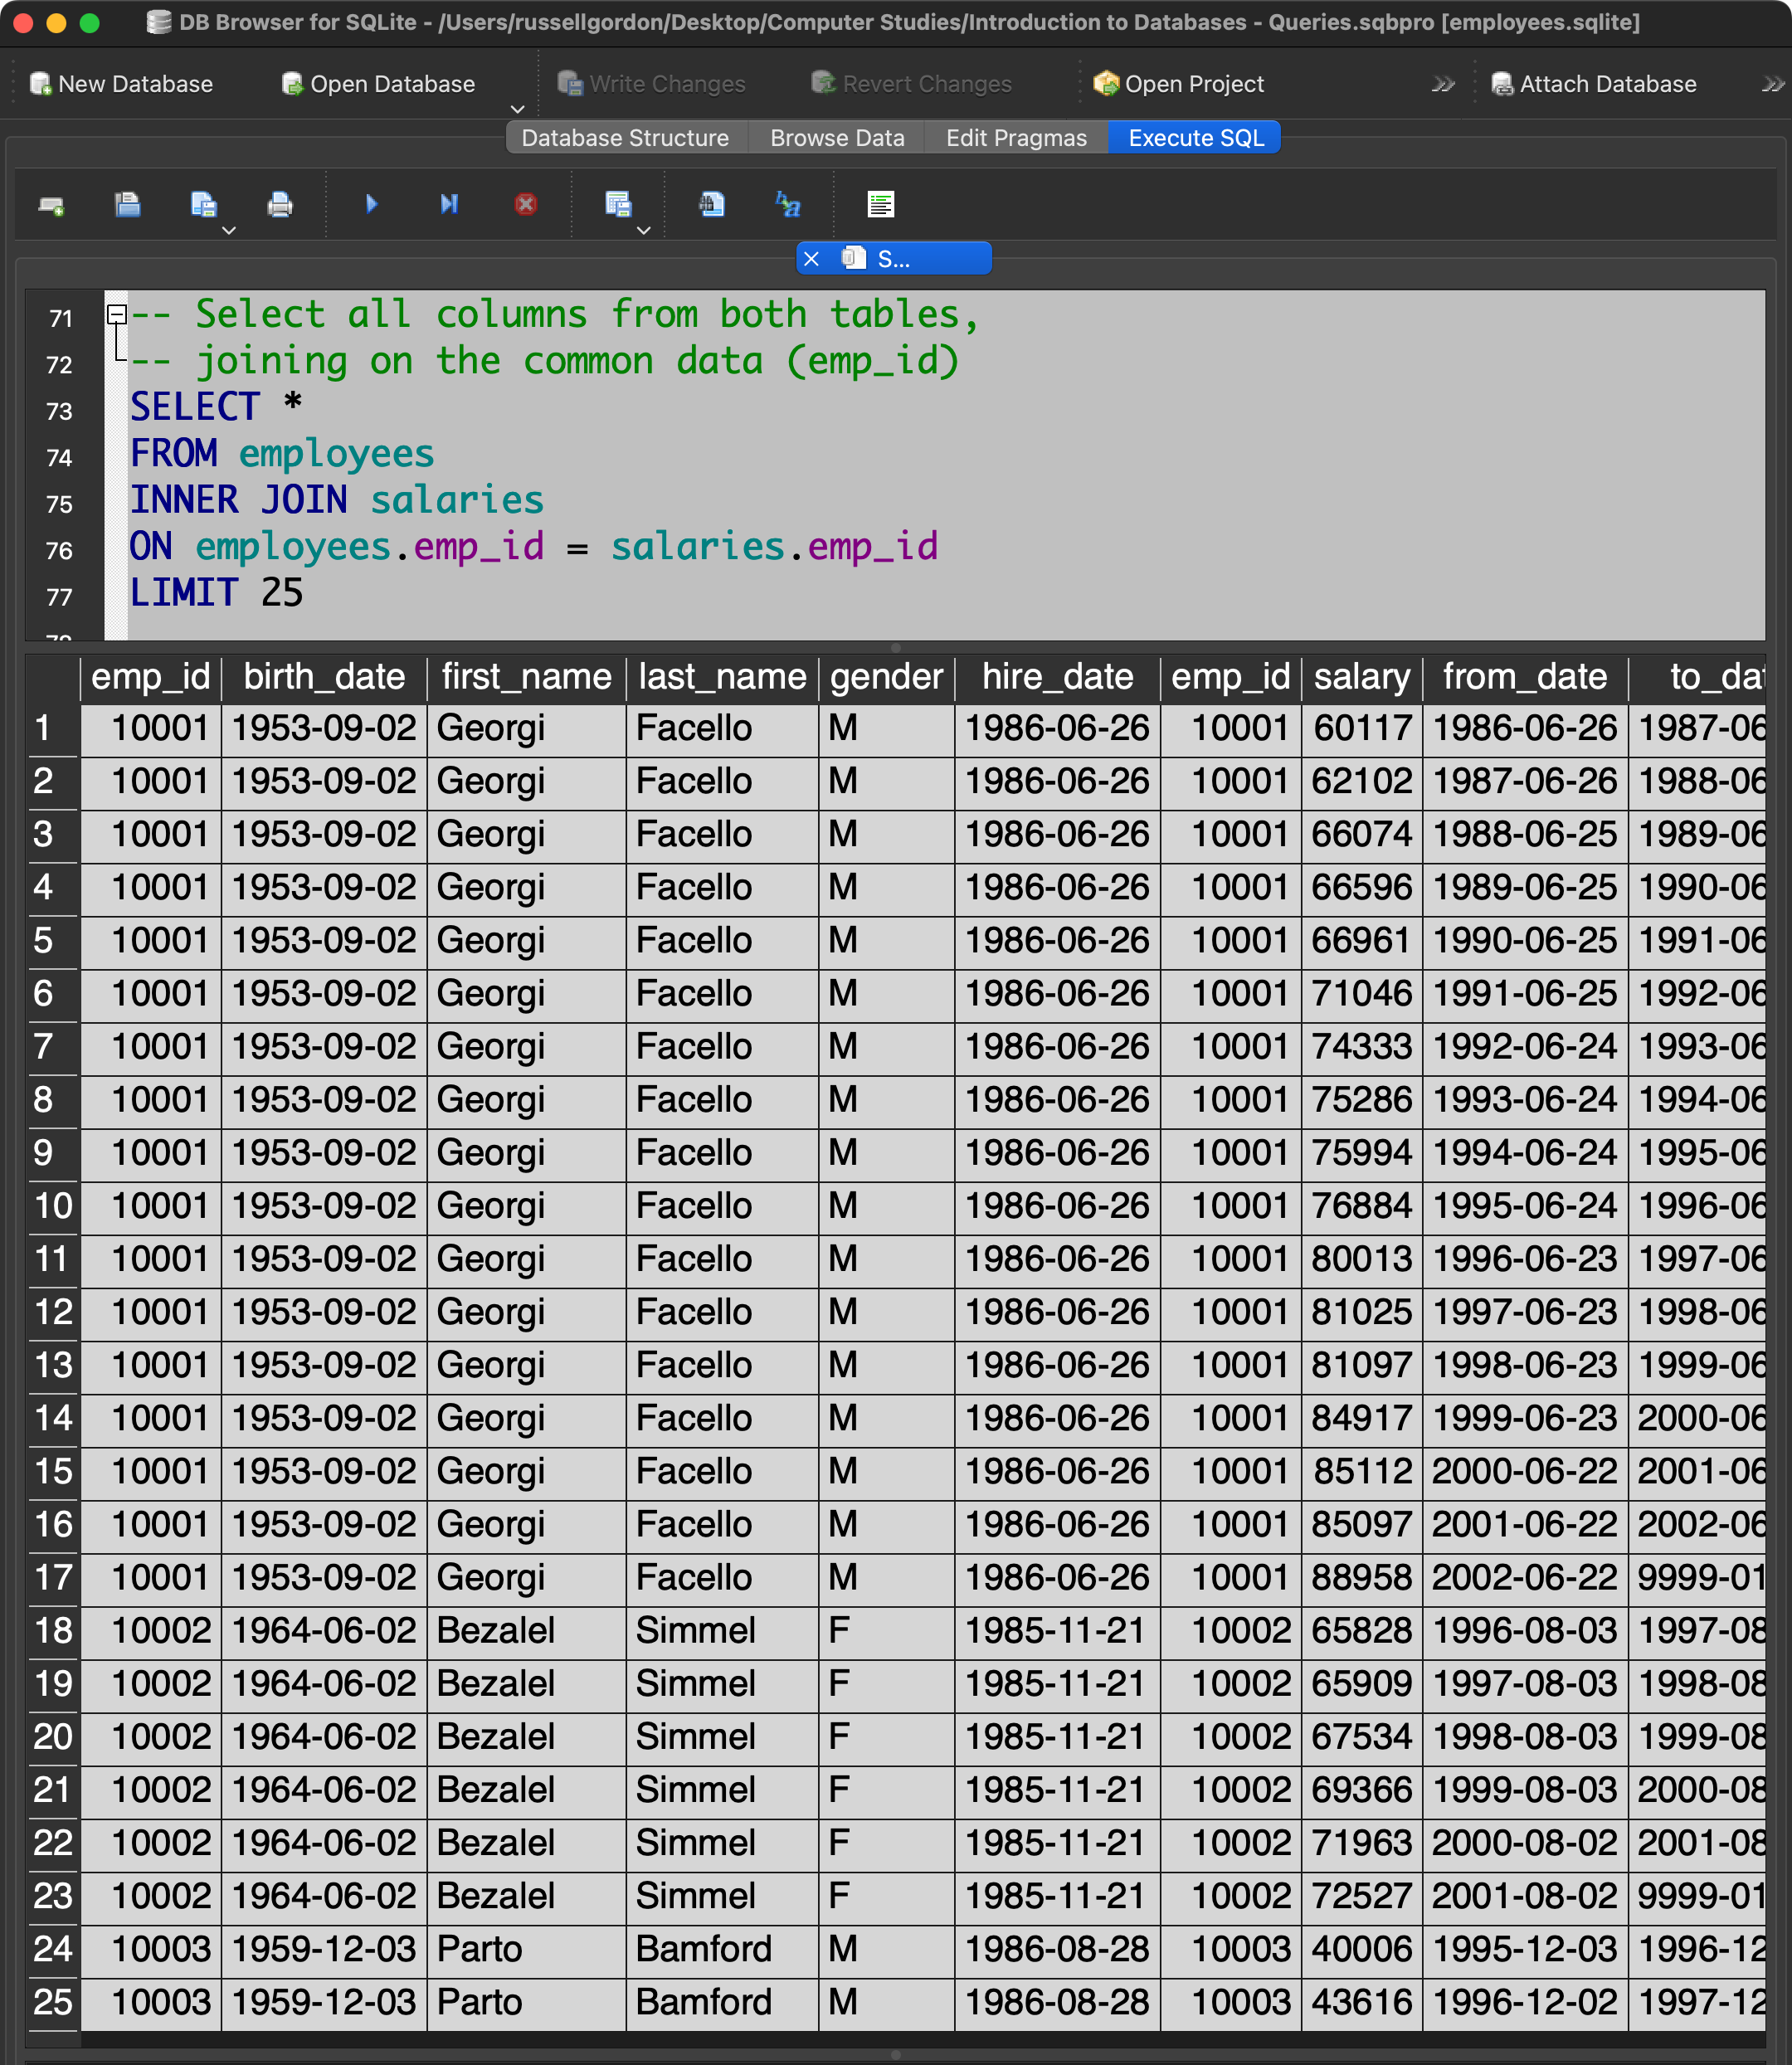 DB Browser for SQLite - /Users/russellgordon/Desktop/Computer Studies/Introduction to Databases - Queries.sqbpro [employees.sqlite]
New Database Open Database Write Changes Revert Changes Open Project Attach Database
Database Structure Browse Data Edit Pragmas Execute SQL
S...
71 -- Select all columns from both tables,
72 -- joining on the common data (emp_id)
73 SELECT *
74 FROM employees
75 INNER JOIN salaries
76 ON employees.emp_id = salaries.emp_id
77 LIMIT 25
emp_id birth_date first_name last_name gender hire_date emp_id salary from_date to_dat
1 10001 1953-09-02 Georgi Facello M 1986-06-26 10001 60117 1986-06-26 1987-06
2 10001 1953-09-02 Georgi Facello M 1986-06-26 10001 62102 1987-06-26 1988-06
3 10001 1953-09-02 Georgi Facello M 1986-06-26 10001 66074 1988-06-25 1989-06
4 10001 1953-09-02 Georgi Facello M 1986-06-26 10001 66596 1989-06-25 1990-06
5 10001 1953-09-02 Georgi Facello M 1986-06-26 10001 66961 1990-06-25 1991-06
6 10001 1953-09-02 Georgi Facello M 1986-06-26 10001 71046 1991-06-25 1992-06
7 10001 1953-09-02 Georgi Facello M 1986-06-26 10001 74333 1992-06-24 1993-06
8 10001 1953-09-02 Georgi Facello M 1986-06-26 10001 75286 1993-06-24 1994-06
9 10001 1953-09-02 Georgi Facello M 1986-06-26 10001 75994 1994-06-24 1995-06
10 10001 1953-09-02 Georgi Facello M 1986-06-26 10001 76884 1995-06-24 1996-06
11 10001 1953-09-02 Georgi Facello M 1986-06-26 10001 80013 1996-06-23 1997-06
12 10001 1953-09-02 Georgi Facello M 1986-06-26 10001 81025 1997-06-23 1998-06
13 10001 1953-09-02 Georgi Facello M 1986-06-26 10001 81097 1998-06-23 1999-06
14 10001 1953-09-02 Georgi Facello M 1986-06-26 10001 84917 1999-06-23 2000-06
15 10001 1953-09-02 Georgi Facello M 1986-06-26 10001 85112 2000-06-22 2001-06
16 10001 1953-09-02 Georgi Facello M 1986-06-26 10001 85097 2001-06-22 2002-06
17 10001 1953-09-02 Georgi Facello M 1986-06-26 10001 88958 2002-06-22 9999-01
18 10002 1964-06-02 Bezalel Simmel F 1985-11-21 10002 65828 1996-08-03 1997-08
19 10002 1964-06-02 Bezalel Simmel F 1985-11-21 10002 65909 1997-08-03 1998-08
20 10002 1964-06-02 Bezalel Simmel F 1985-11-21 10002 67534 1998-08-03 1999-08
21 10002 1964-06-02 Bezalel Simmel F 1985-11-21 10002 69366 1999-08-03 2000-08
22 10002 1964-06-02 Bezalel Simmel F 1985-11-21 10002 71963 2000-08-02 2001-08
23 10002 1964-06-02 Bezalel Simmel F 1985-11-21 10002 72527 2001-08-02 9999-01
24 10003 1959-12-03 Parto Bamford M 1986-08-28 10003 40006 1995-12-03 1996-12
25 10003 1959-12-03 Parto Bamford M 1986-08-28 10003 43616 1996-12-02 1997-12